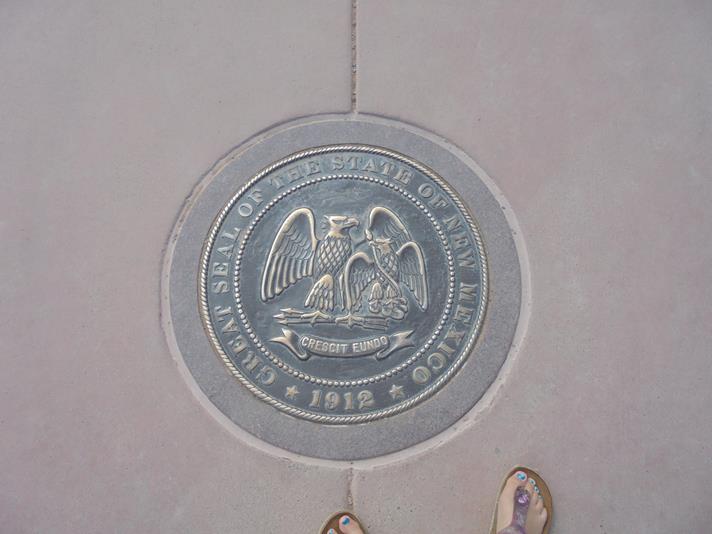 GREAT SEAL OF THE STATE OF NEW MEXICO
CRESCIT EUNDO
1912